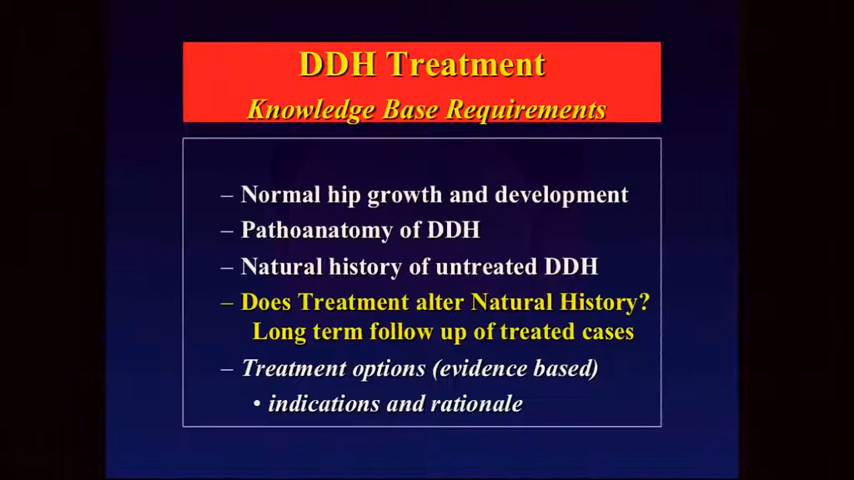 DDH Treatment
Knowledge Base Requirements
– Normal hip growth and development
– Pathoanatomy of DDH
– Natural history of untreated DDH
– Does Treatment alter Natural History?
Long term follow up of treated cases
– Treatment options (evidence based)
• indications and rationale